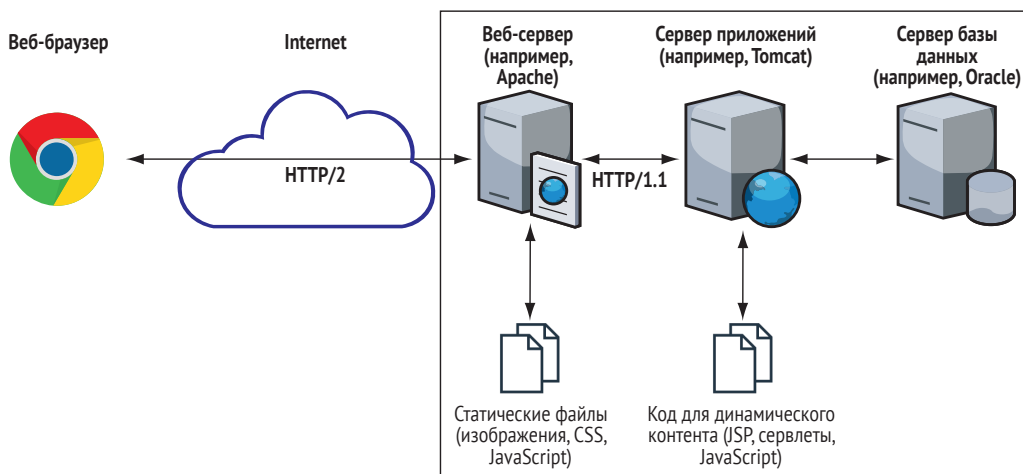 Веб-браузер
Internet
Веб-сервер
(например,
Apache)
Сервер приложений
(например, Tomcat)
Сервер базы
данных
(например, Oracle)
HTTP/2
HTTP/1.1
Статические файлы
(изображения, CSS,
JavaScript)
Код для динамического
контента (JSP, сервлеты,
JavaScript)